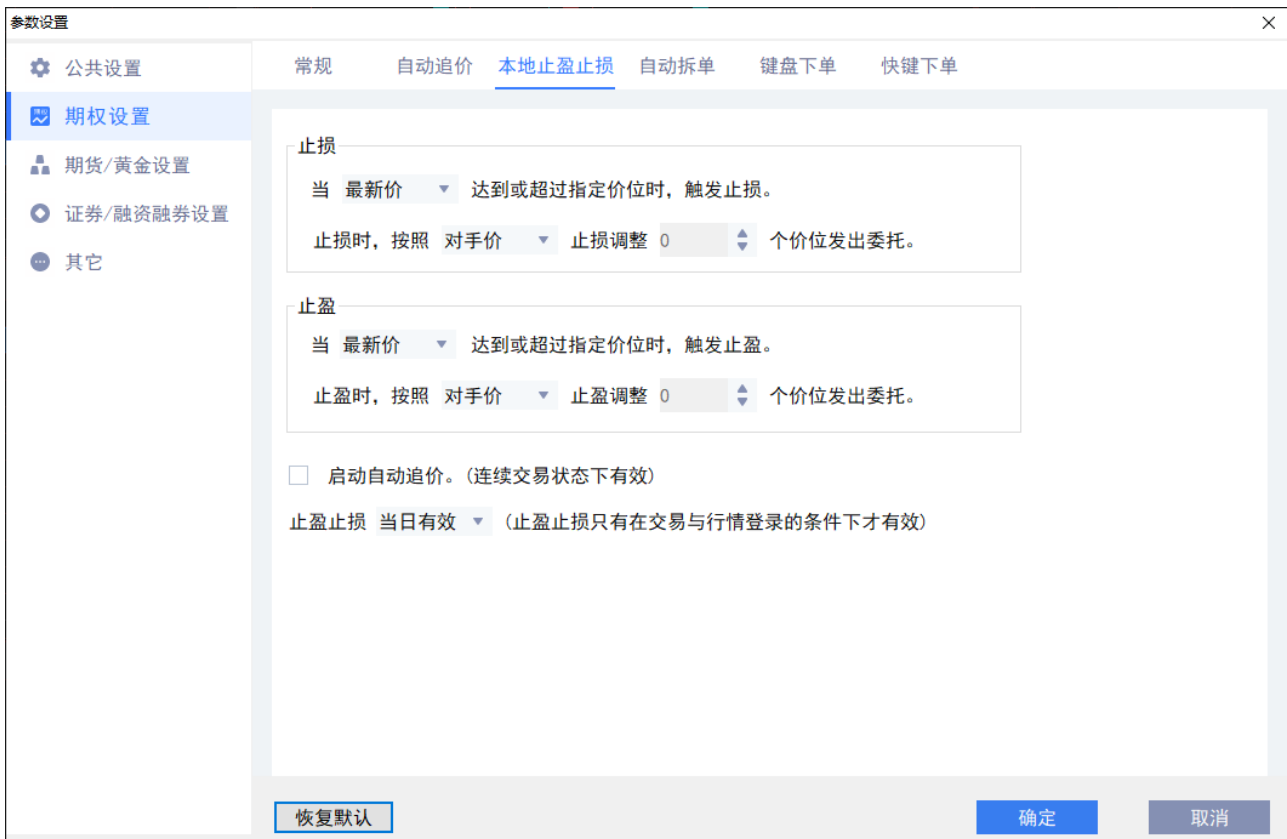 参数设置
公共设置
期权设置
期货/黄金设置
证券/融资融券设置
其它
常规 自动追价 本地止盈止损 自动拆单 键盘下单 快键下单
止损
当 最新价 达到或超过指定价位时，触发止损。
止损时，按照 对手价 止损调整 0 个价位发出委托。
止盈
当 最新价 达到或超过指定价位时，触发止盈。
止盈时，按照 对手价 止盈调整 0 个价位发出委托。
启动自动追价。(连续交易状态下有效)
止盈止损 当日有效 (止盈止损只有在交易与行情登录的条件下才有效)
恢复默认 确定 取消